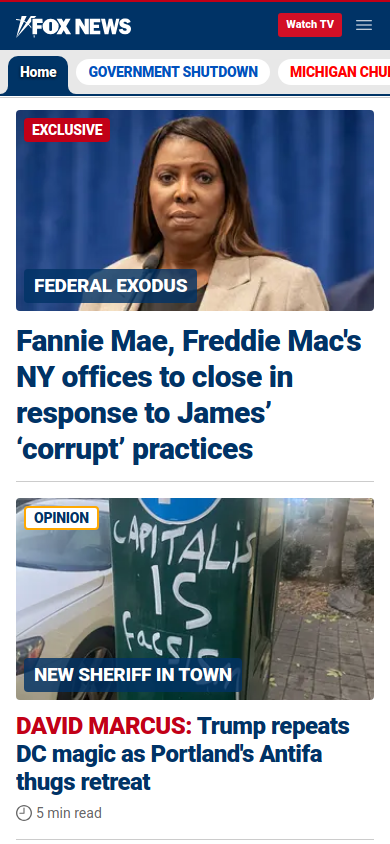 FOX NEWS
Watch TV
Home
GOVERNMENT SHUTDOWN
MICHIGAN CHU
EXCLUSIVE
FEDERAL EXODUS
Fannie Mae, Freddie Mac's
NY offices to close in
response to James’
‘corrupt’ practices
OPINION
CAPITALIS
IS
FACSIS
NEW SHERIFF IN TOWN
DAVID MARCUS: Trump repeats
DC magic as Portland's Antifa
thugs retreat
5 min read